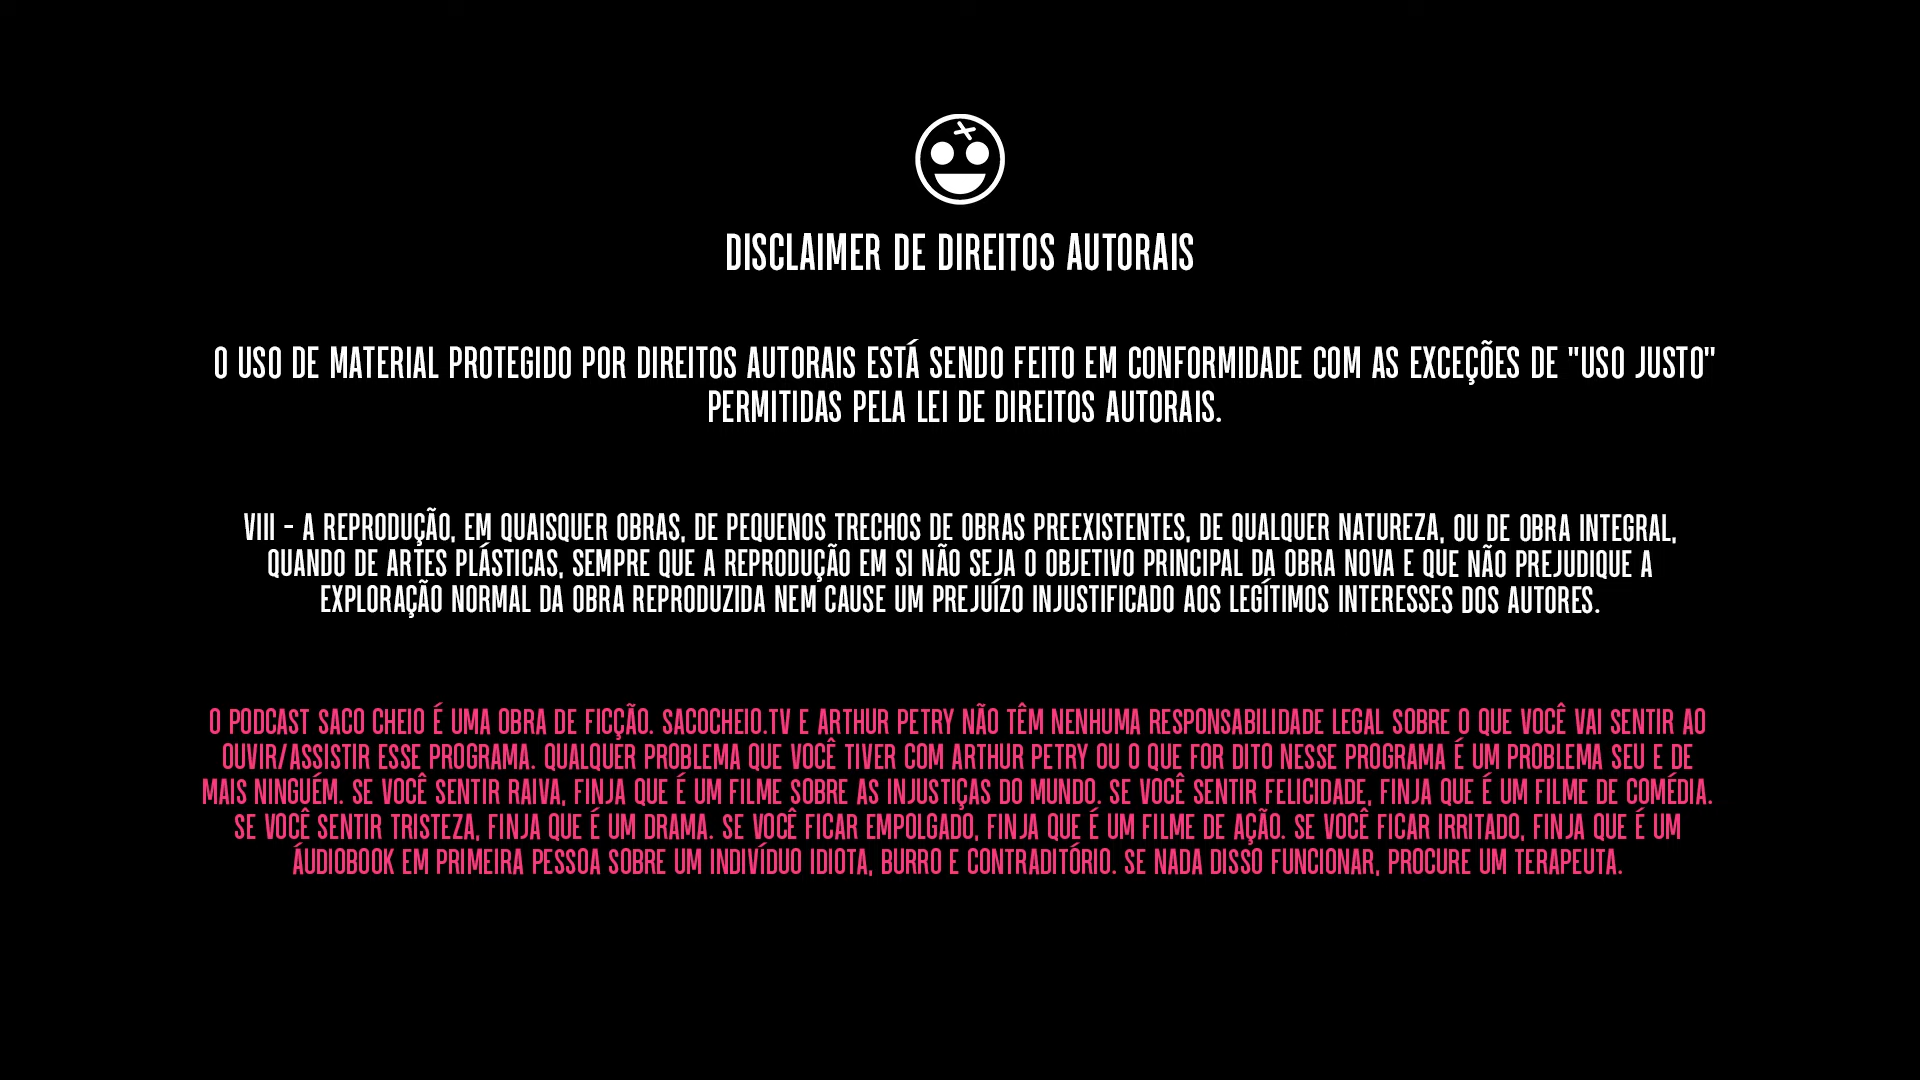 DISCLAIMER DE DIREITOS AUTORAIS
O USO DE MATERIAL PROTEGIDO POR DIREITOS AUTORAIS ESTÁ SENDO FEITO EM CONFORMIDADE COM AS EXCEÇÕES DE "USO JUSTO"
PERMITIDAS PELA LEI DE DIREITOS AUTORAIS.
VIII - A REPRODUÇÃO, EM QUAISQUER OBRAS, DE PEQUENOS TRECHOS DE OBRAS PREEXISTENTES, DE QUALQUER NATUREZA, OU DE OBRA INTEGRAL,
QUANDO DE ARTES PLÁSTICAS, SEMPRE QUE A REPRODUÇÃO EM SI NÃO SEJA O OBJETIVO PRINCIPAL DA OBRA NOVA E QUE NÃO PREJUDIQUE A
EXPLORAÇÃO NORMAL DA OBRA REPRODUZIDA NEM CAUSE UM PREJUÍZO INJUSTIFICADO AOS LEGÍTIMOS INTERESSES DOS AUTORES.
O PODCAST SACO CHEIO É UMA OBRA DE FICÇÃO. SACOCHEIO.TV E ARTHUR PETRY NÃO TÊM NENHUMA RESPONSABILIDADE LEGAL SOBRE O QUE VOCÊ VAI SENTIR AO
OUVIR/ASSISTIR ESSE PROGRAMA. QUALQUER PROBLEMA QUE VOCÊ TIVER COM ARTHUR PETRY OU O QUE FOR DITO NESSE PROGRAMA É UM PROBLEMA SEU E DE
MAIS NINGUÉM. SE VOCÊ SENTIR RAIVA, FINJA QUE É UM FILME SOBRE AS INJUSTIÇAS DO MUNDO. SE VOCÊ SENTIR FELICIDADE, FINJA QUE É UM FILME DE COMÉDIA.
SE VOCÊ SENTIR TRISTEZA, FINJA QUE É UM DRAMA. SE VOCÊ FICAR EMPOLGADO, FINJA QUE É UM FILME DE AÇÃO. SE VOCÊ FICAR IRRITADO, FINJA QUE É UM
ÁUDIOBOOK EM PRIMEIRA PESSOA SOBRE UM INDIVÍDUO IDIOTA, BURRO E CONTRADITÓRIO. SE NADA DISSO FUNCIONAR, PROCURE UM TERAPEUTA.